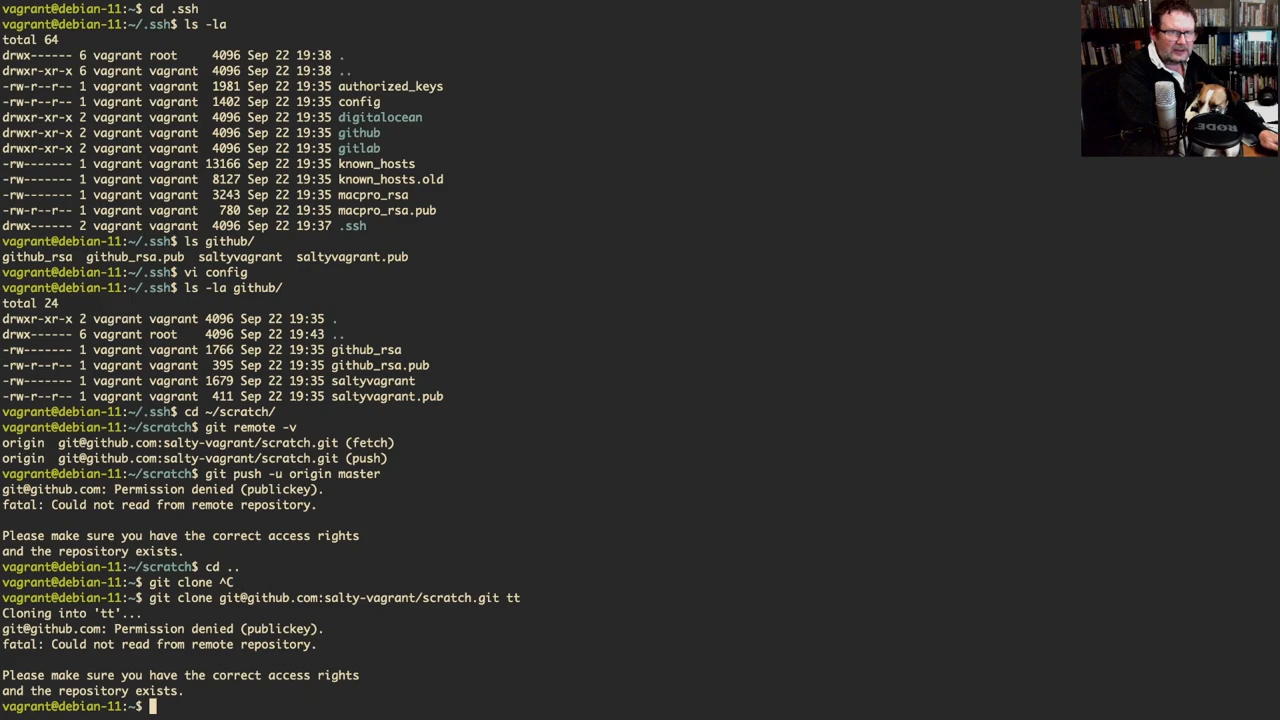 vagrant@debian-11:~$ cd .ssh
vagrant@debian-11:~/.ssh$ ls -la
total 64
drwx------ 6 vagrant root    4096 Sep 22 19:38 .
drwxr-xr-x 6 vagrant vagrant  4096 Sep 22 19:38 ..
-rw-r--r-- 1 vagrant vagrant  1981 Sep 22 19:35 authorized_keys
-rw-r--r-- 1 vagrant vagrant  1402 Sep 22 19:35 config
drwxr-xr-x 2 vagrant vagrant  4096 Sep 22 19:35 digitalocean
drwxr-xr-x 2 vagrant vagrant  4096 Sep 22 19:35 github
drwxr-xr-x 2 vagrant vagrant  4096 Sep 22 19:35 gitlab
-rw------- 1 vagrant vagrant 13166 Sep 22 19:35 known_hosts
-rw------- 1 vagrant vagrant  8127 Sep 22 19:35 known_hosts.old
-rw------- 1 vagrant vagrant  3243 Sep 22 19:35 macpro_rsa
-rw-r--r-- 1 vagrant vagrant   780 Sep 22 19:35 macpro_rsa.pub
drwx------ 2 vagrant vagrant  4096 Sep 22 19:37 .ssh
vagrant@debian-11:~/.ssh$ ls github/
github_rsa  github_rsa.pub  saltyvagrant  saltyvagrant.pub
vagrant@debian-11:~/.ssh$ vi config
vagrant@debian-11:~/.ssh$ ls -la github/
total 24
drwxr-xr-x 2 vagrant vagrant 4096 Sep 22 19:35 .
drwx------ 6 vagrant root    4096 Sep 22 19:43 ..
-rw------- 1 vagrant vagrant 1766 Sep 22 19:35 github_rsa
-rw-r--r-- 1 vagrant vagrant  395 Sep 22 19:35 github_rsa.pub
-rw------- 1 vagrant vagrant 1679 Sep 22 19:35 saltyvagrant
-rw-r--r-- 1 vagrant vagrant  411 Sep 22 19:35 saltyvagrant.pub
vagrant@debian-11:~/.ssh$ cd ~/scratch/
vagrant@debian-11:~/scratch$ git remote -v
origin  git@github.com:salty-vagrant/scratch.git (fetch)
origin  git@github.com:salty-vagrant/scratch.git (push)
vagrant@debian-11:~/scratch$ git push -u origin master
git@github.com: Permission denied (publickey).
fatal: Could not read from remote repository.
Please make sure you have the correct access rights
and the repository exists.
vagrant@debian-11:~/scratch$ cd ..
vagrant@debian-11:~$ git clone ^C
vagrant@debian-11:~$ git clone git@github.com:salty-vagrant/scratch.git tt
Cloning into 'tt'...
git@github.com: Permission denied (publickey).
fatal: Could not read from remote repository.
Please make sure you have the correct access rights
and the repository exists.
vagrant@debian-11:~$
RØDE